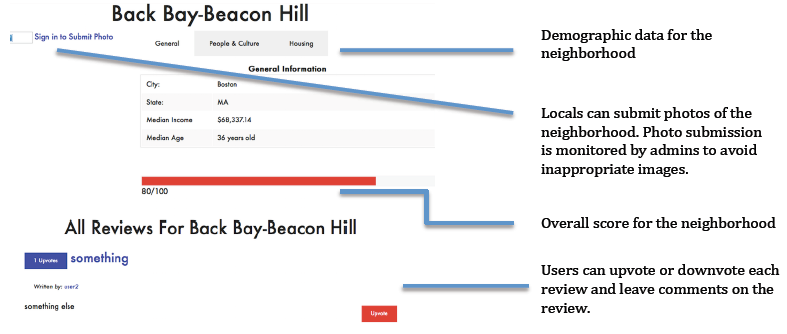 Back Bay-Beacon Hill
Sign in to Submit Photo
General People & Culture Housing
General Information
City: Boston
State: MA
Median Income $68,337.14
Median Age 36 years old
80/100
All Reviews For Back Bay-Beacon Hill
1 Upvotes something
Written by: user2
something else
Upvote
Demographic data for the
neighborhood
Locals can submit photos of the
neighborhood. Photo submission
is monitored by admins to avoid
inappropriate images.
Overall score for the neighborhood
Users can upvote or downvote each
review and leave comments on the
review.